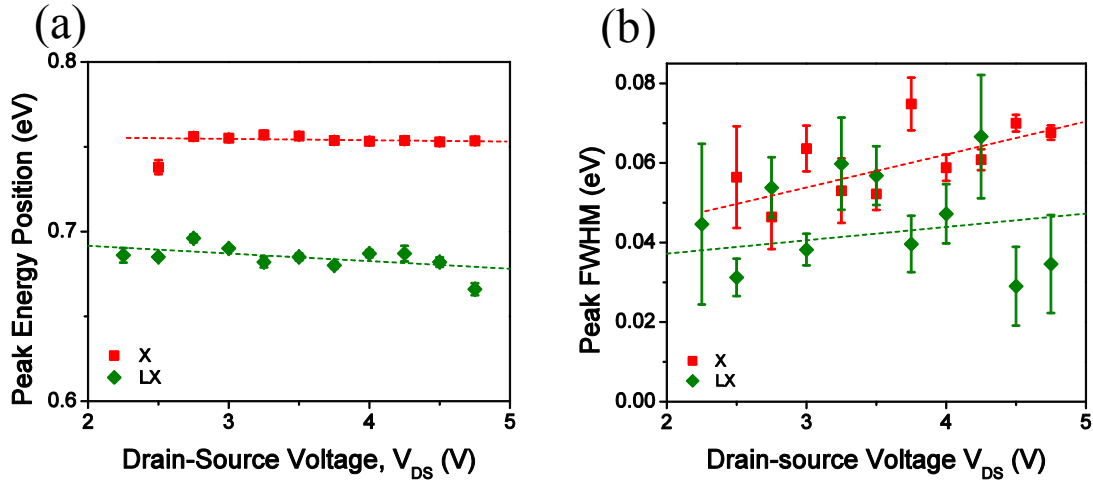 (a)
0.8
0.7
0.6
Peak Energy Position (eV)
X
LX
2
3
4
5
Drain-Source Voltage, V_DS (V)
(b)
0.08
0.06
0.04
0.02
0.00
Peak FWHM (eV)
X
LX
2
3
4
5
Drain-source Voltage V_DS (V)